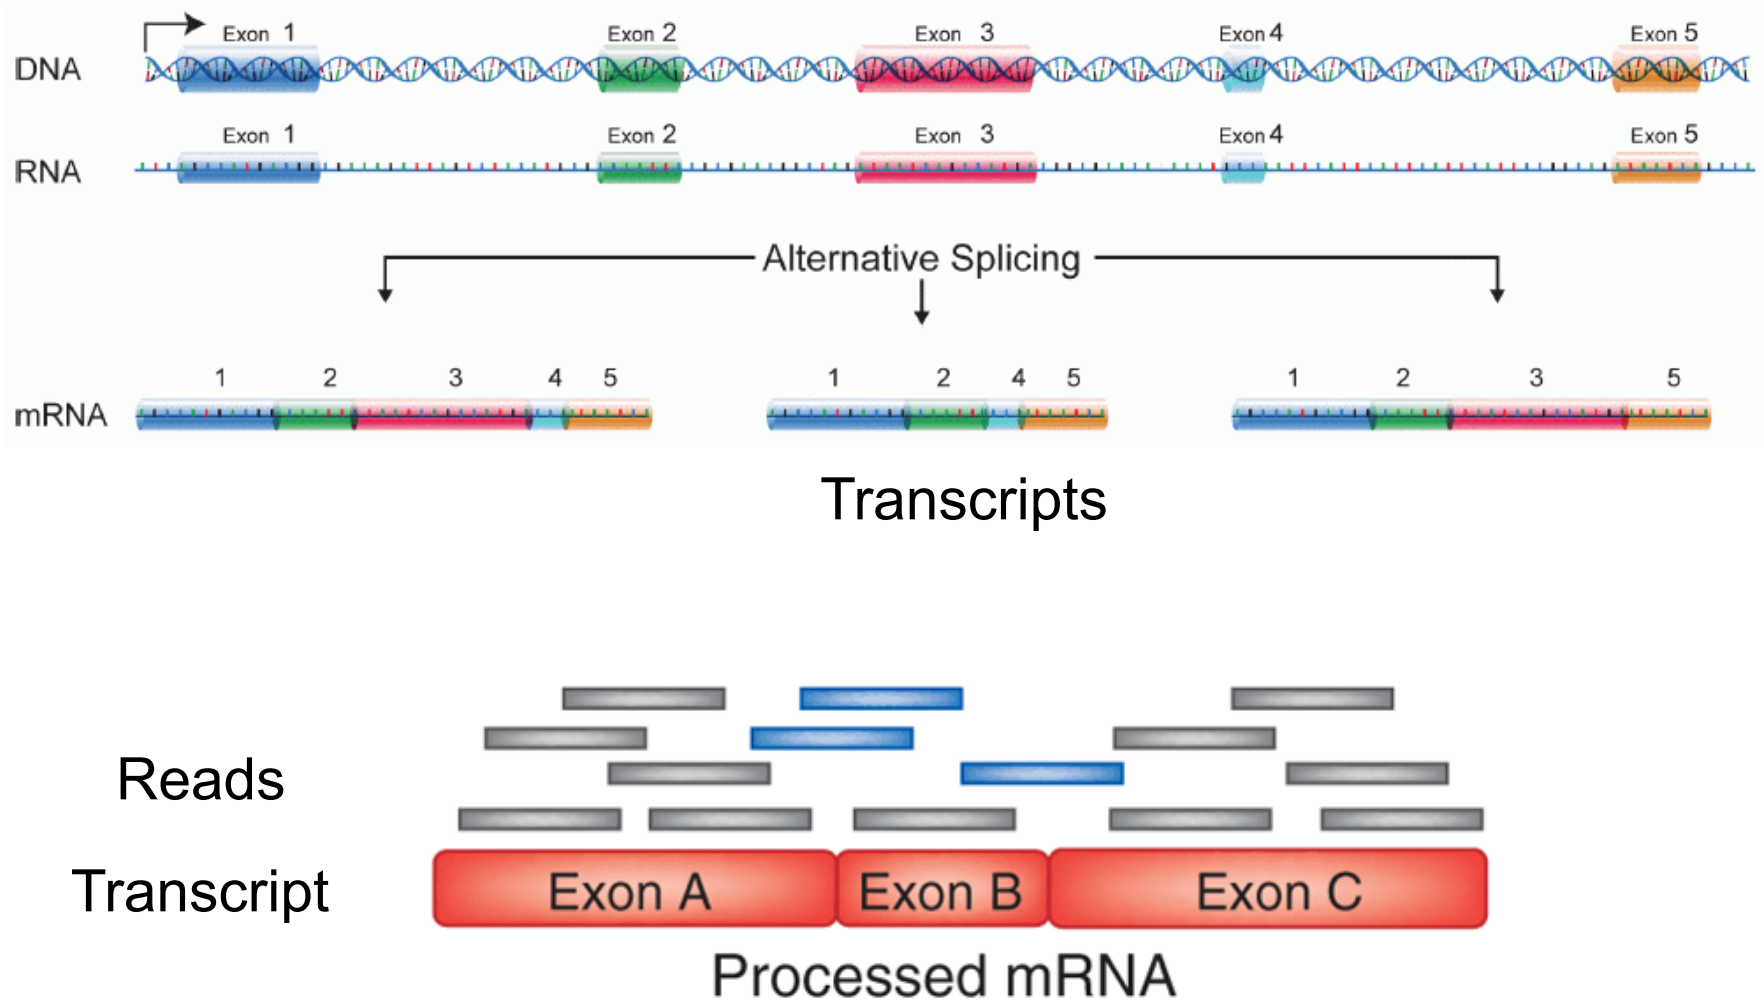 Exon 1 Exon 2 Exon 3 Exon 4 Exon 5
DNA
Exon 1 Exon 2 Exon 3 Exon 4 Exon 5
RNA
Alternative Splicing
1 2 3 4 5 1 2 4 5 1 2 3 5
mRNA
Transcripts
Reads
Transcript Exon A Exon B Exon C
Processed mRNA